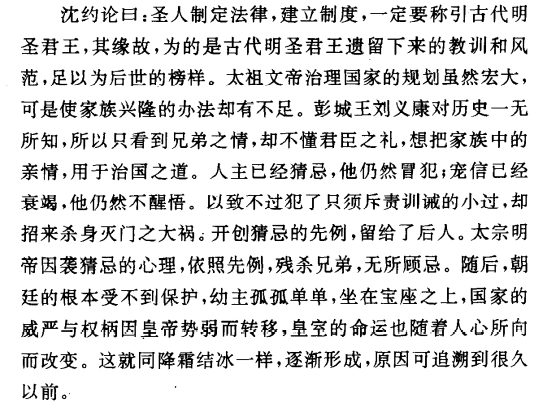 沈约论曰:圣人制定法律,建立制度,一定要称引古代明
圣君王,其缘故,为的是古代明圣君王遗留下来的教训和风
范,足以为后世的榜样。太祖文帝治理国家的规划虽然宏大,
可是使家族兴隆的办法却有不足。彭城王刘义康对历史一无
所知,所以只看到兄弟之情,却不懂君臣之礼,想把家族中的
亲情,用于治国之道。人主已经猜忌,他仍然冒犯;宠信已经
衰竭,他仍然不醒悟。以致不过犯了只须斥责训诫的小过,却
招来杀身灭门之大祸。开创猜忌的先例,留给了后人。太宗明
帝因袭猜忌的心理,依照先例,残杀兄弟,无所顾忌。随后,朝
廷的根本受不到保护,幼主孤孤单单,坐在宝座之上,国家的
威严与权柄因皇帝势弱而转移,皇室的命运也随着人心所向
而改变。这就同降霜结冰一样,逐渐形成,原因可追溯到很久
以前。